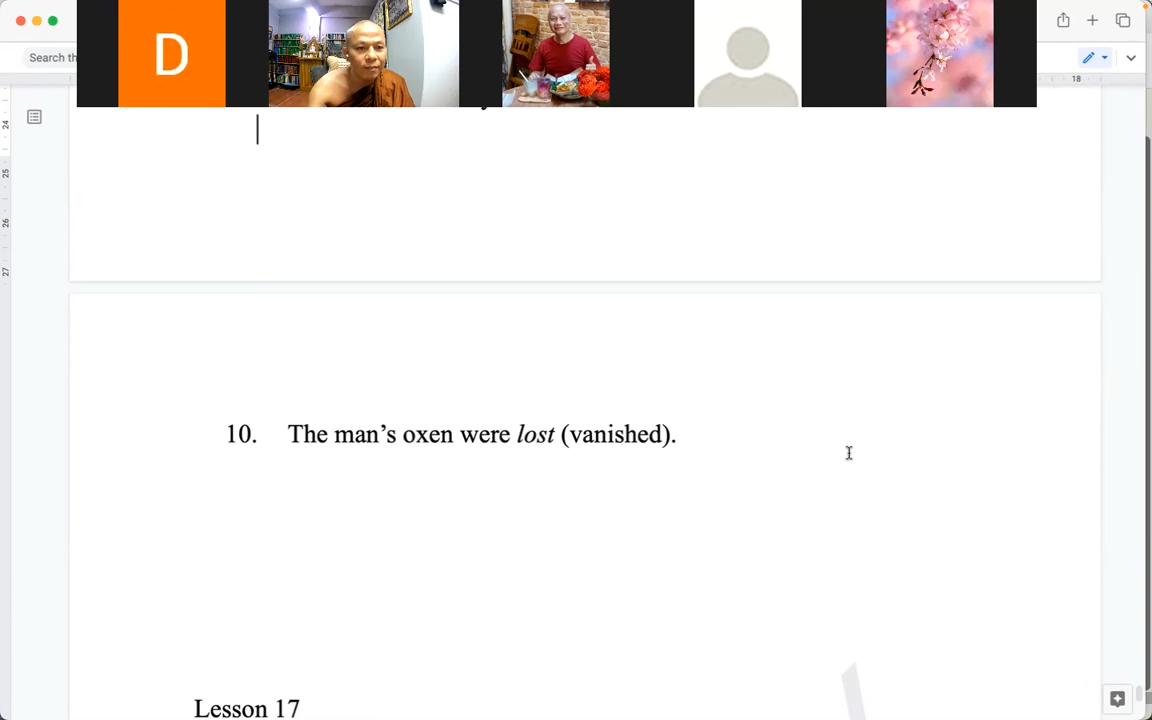 Search th
D
18
24
25
26
27
10. The man's oxen were lost (vanished).
Lesson 17